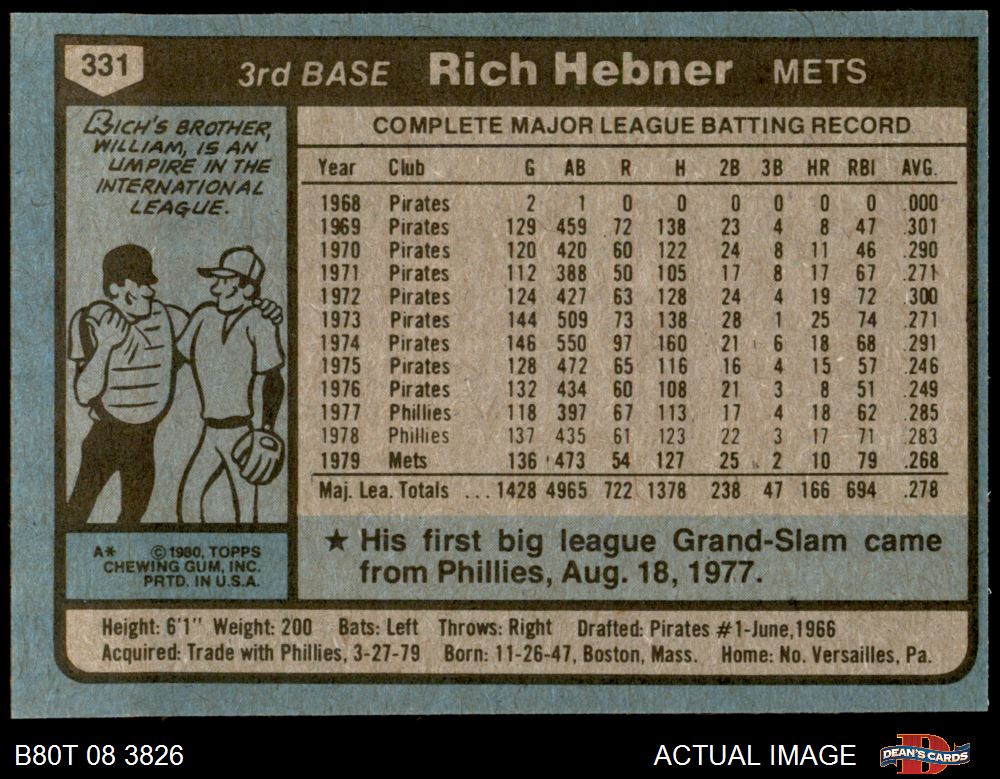 331
3rd BASE Rich Hebner METS
RICH'S BROTHER,
WILLIAM, IS AN
UMPIRE IN THE
INTERNATIONAL
LEAGUE.
COMPLETE MAJOR LEAGUE BATTING RECORD
Year Club G AB R H 2B 3B HR RBI AVG.
1968 Pirates 2 1 0 0 0 0 0 0 .000
1969 Pirates 129 459 72 138 23 4 8 47 .301
1970 Pirates 120 420 60 122 24 8 11 46 .290
1971 Pirates 112 388 50 105 17 8 17 67 .271
1972 Pirates 124 427 63 128 24 4 19 72 .300
1973 Pirates 144 509 73 138 28 1 25 74 .271
1974 Pirates 146 550 97 160 21 6 18 68 .291
1975 Pirates 128 472 65 116 16 4 15 57 .246
1976 Pirates 132 434 60 108 21 3 8 51 .249
1977 Phillies 118 397 67 113 17 4 18 62 .285
1978 Phillies 137 435 61 123 22 3 17 71 .283
1979 Mets 136 473 54 127 25 2 10 79 .268
Maj. Lea. Totals ... 1428 4965 722 1378 238 47 166 694 .278
★ His first big league Grand-Slam came
from Phillies, Aug. 18, 1977.
A* © 1980, TOPPS
CHEWING GUM, INC.
PRTD. IN U.S.A.
Height: 6'1" Weight: 200 Bats: Left Throws: Right Drafted: Pirates #1-June,1966
Acquired: Trade with Phillies, 3-27-79 Born: 11-26-47, Boston, Mass. Home: No. Versailles, Pa.
B80T 08 3826
ACTUAL IMAGE
D
DEAN'S CARDS